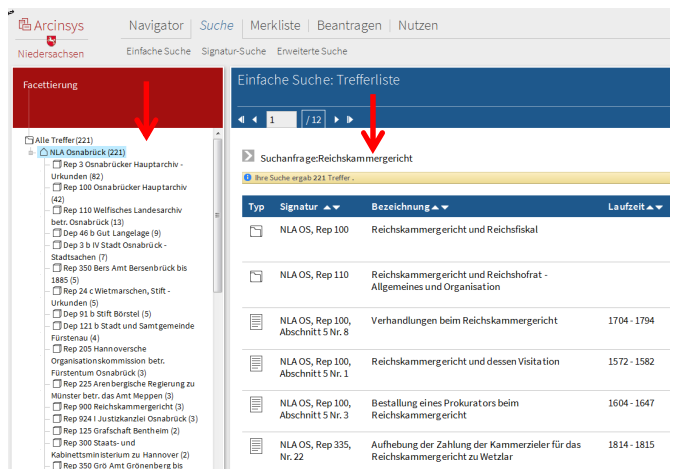 Arcinsys
Niedersachsen
Navigator Suche Merkliste Beantragen Nutzen
Einfache Suche Signatur-Suche Erweiterte Suche
Facettierung
Alle Treffer(221)
NLA Osnabrück (221)
Rep 3 Osnabrücker Hauptarchiv -
Urkunden (82)
Rep 100 Osnabrücker Hauptarchiv
(42)
Rep 110 Welfisches Landesarchiv
betr. Osnabrück (13)
Dep 46 b Gut Langelage (9)
Dep 3 b IV Stadt Osnabrück -
Stadtsachen (7)
Rep 350 Bers Amt Bersenbrück bis
1885 (5)
Rep 24 c Wietmarschen, Stift -
Urkunden (5)
Dep 91 b Stift Börstel (5)
Dep 121 b Stadt und Samtgemeinde
Fürstenau (4)
Rep 205 Hannoversche
Organisationskommission betr.
Fürstentum Osnabrück (3)
Rep 225 Arenbergische Regierung zu
Münster betr. das Amt Meppen (3)
Rep 900 Reichskammergericht (3)
Rep 924 I Justizkanzlei Osnabrück (3)
Rep 125 Grafschaft Bentheim (2)
Rep 300 Staats- und
Kabinettsministerium zu Hannover (2)
Rep 350 Grö Amt Grönenberg bis
Einfache Suche: Trefferliste
1 / 12
Suchanfrage:Reichskammergericht
Ihre Suche ergab 221 Treffer .
Typ Signatur Bezeichnung Laufzeit
NLA OS, Rep 100 Reichskammergericht und Reichsfiskal
NLA OS, Rep 110 Reichskammergericht und Reichshofrat -
Allgemeines und Organisation
NLA OS, Rep 100, Verhandlungen beim Reichskammergericht 1704 - 1794
Abschnitt 5 Nr. 8
NLA OS, Rep 100, Reichskammergericht und dessen Visitation 1572 - 1582
Abschnitt 5 Nr. 1
NLA OS, Rep 100, Bestallung eines Prokurators beim 1604 - 1647
Abschnitt 5 Nr. 3 Reichskammergericht
NLA OS, Rep 335, Aufhebung der Zahlung der Kammerzieler für das 1814 - 1815
Nr. 22 Reichskammergericht zu Wetzlar